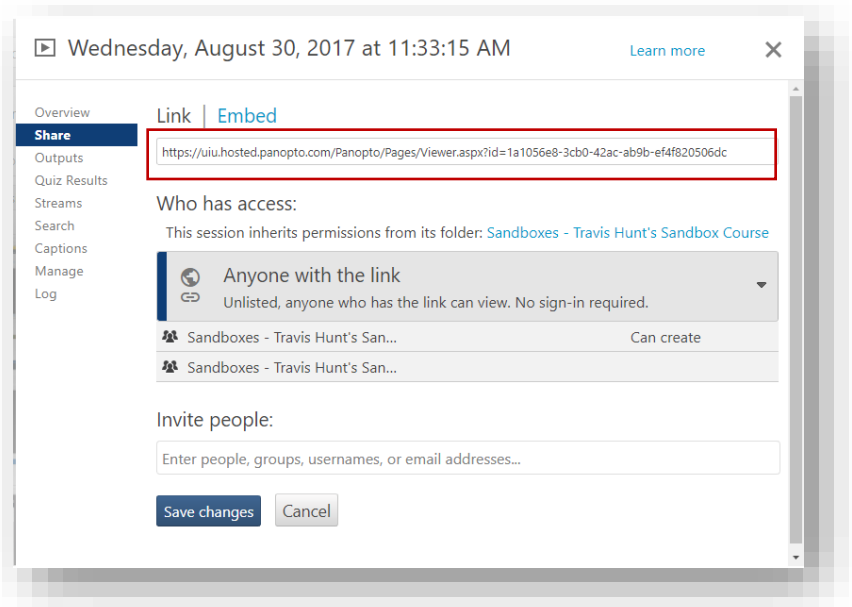 Wednesday, August 30, 2017 at 11:33:15 AM
Learn more
Overview
Share
Outputs
Quiz Results
Streams
Search
Captions
Manage
Log
Link | Embed
https://uiu.hosted.panopto.com/Panopto/Pages/Viewer.aspx?id=1a1056e8-3cb0-42ac-ab9b-ef4f820506dc
Who has access:
This session inherits permissions from its folder: Sandboxes - Travis Hunt's Sandbox Course
Anyone with the link
Unlisted, anyone who has the link can view. No sign-in required.
Sandboxes - Travis Hunt's San... Can create
Sandboxes - Travis Hunt's San...
Invite people:
Enter people, groups, usernames, or email addresses...
Save changes Cancel